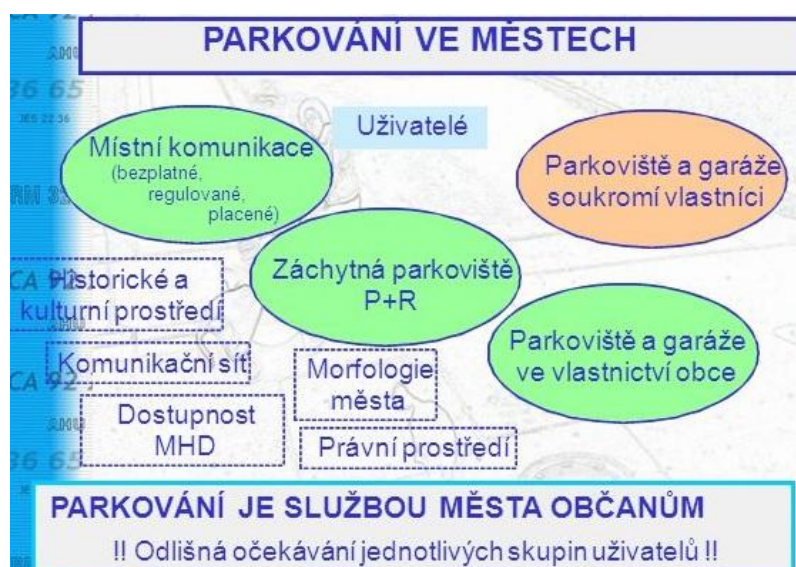 PARKOVÁNÍ VE MĚSTECH
Uživatelé
Místní komunikace
(bezplatné,
regulované,
placené)
Parkoviště a garáže
soukromí vlastníci
Záchytná parkoviště
P+R
Historické a
kulturní prostředí
Parkoviště a garáže
ve vlastnictví obce
Komunikační síť
Morfologie
města
Dostupnost
MHD
Právní prostředí
PARKOVÁNÍ JE SLUŽBOU MĚSTA OBČANŮM
!! Odlišná očekávání jednotlivých skupin uživatelů !!